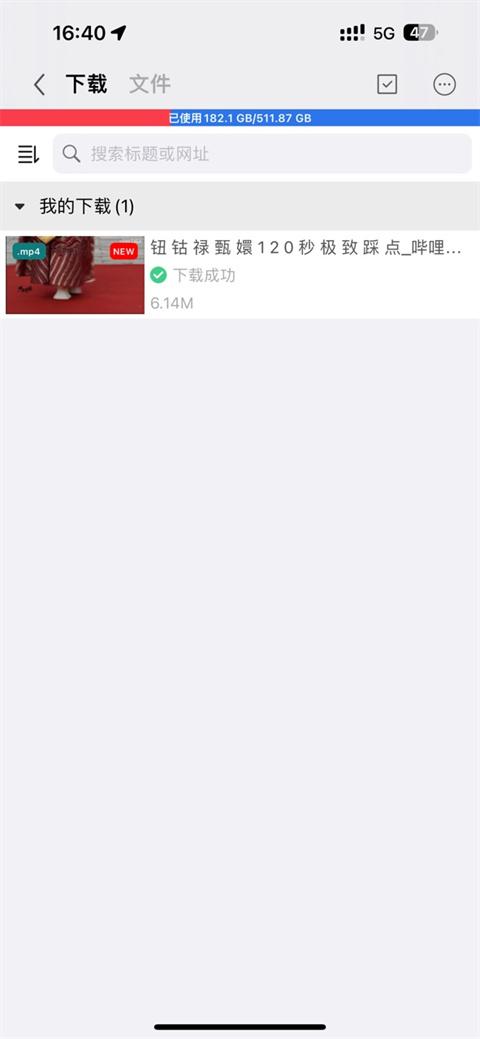 16:40 5G 47
下载 文件
已使用182.1 GB/511.87 GB
搜索标题或网址
我的下载 (1)
.mp4 NEW 钮 钴 禄 甄 嬛 1 2 0 秒 极 致 踩 点_哔哩...
下载成功
6.14M